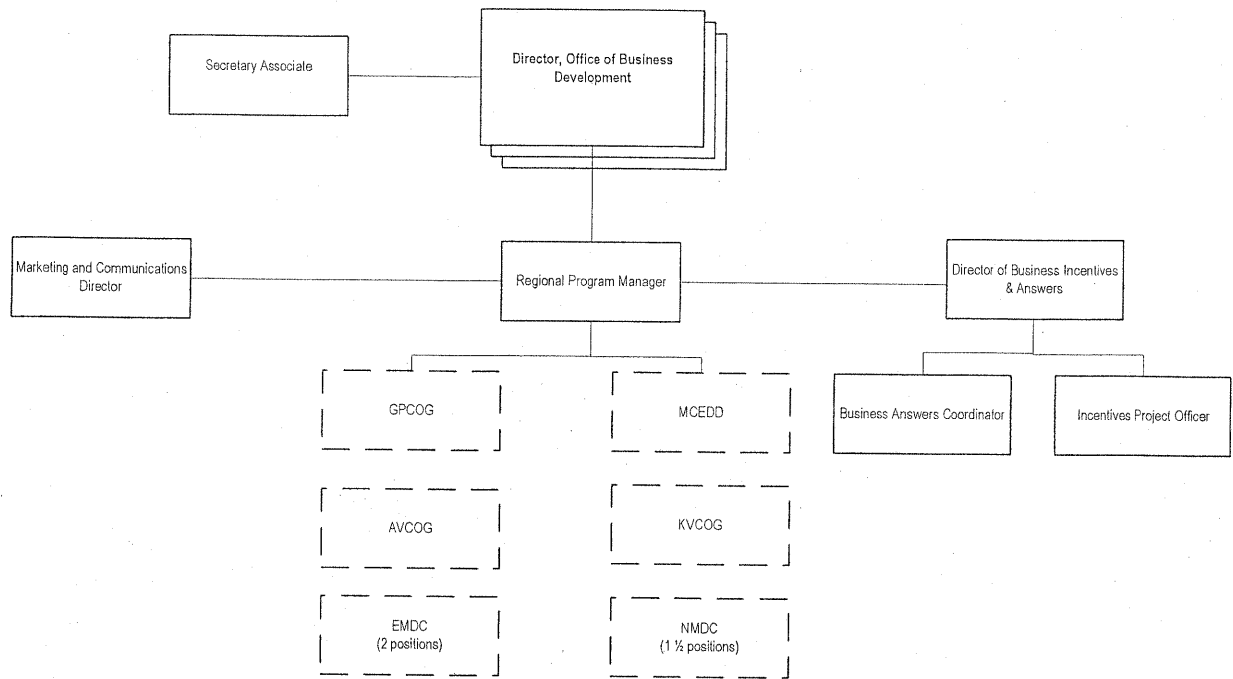 Secretary Associate
Director, Office of Business
Development
Marketing and Communications
Director
Regional Program Manager
Director of Business Incentives
& Answers
GPCOG
MCEDD
Business Answers Coordinator
Incentives Project Officer
AVCOG
KVCOG
EMDC
(2 positions)
NMDC
(1 ½ positions)